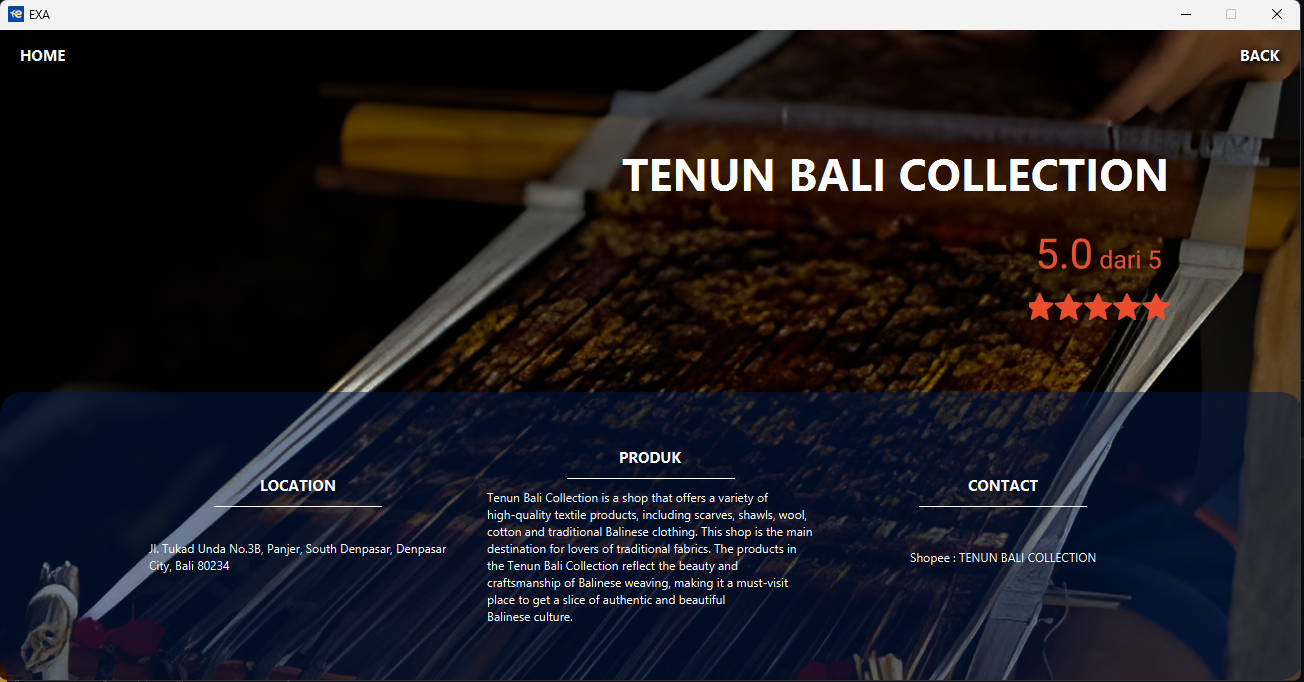 EXA
HOME
BACK
TENUN BALI COLLECTION
5.0 dari 5
LOCATION
Jl. Tukad Unda No.3B, Panjer, South Denpasar, Denpasar
City, Bali 80234
PRODUK
Tenun Bali Collection is a shop that offers a variety of
high-quality textile products, including scarves, shawls, wool,
cotton and traditional Balinese clothing. This shop is the main
destination for lovers of traditional fabrics. The products in
the Tenun Bali Collection reflect the beauty and
craftsmanship of Balinese weaving, making it a must-visit
place to get a slice of authentic and beautiful
Balinese culture.
CONTACT
Shopee : TENUN BALI COLLECTION